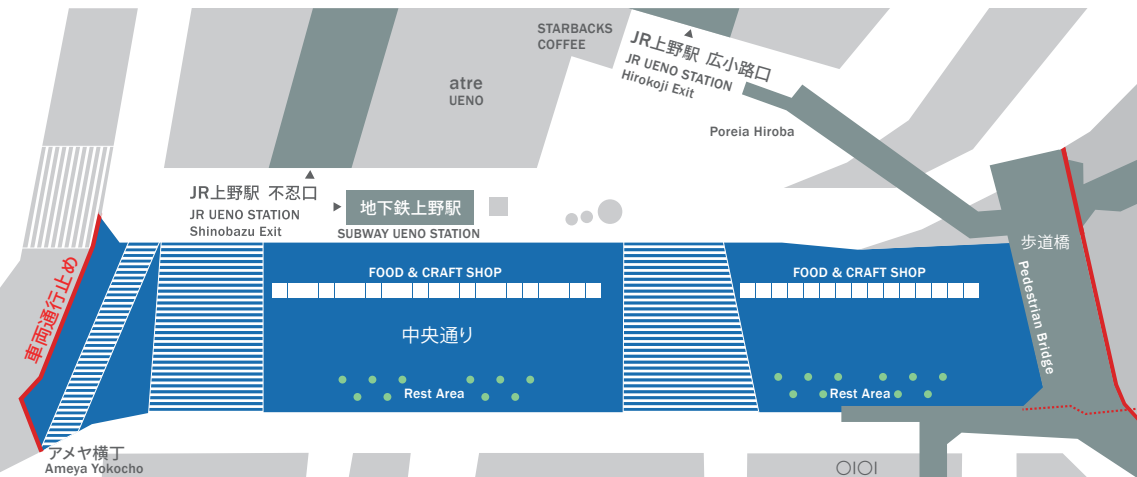 STARBACKS
COFFEE
JR上野駅 広小路口
JR UENO STATION
Hirokoji Exit
atre
UENO
Poreia Hiroba
JR上野駅 不忍口
JR UENO STATION
Shinobazu Exit
地下鉄上野駅
SUBWAY UENO STATION
歩道橋
Pedestrian Bridge
車両通行止め
FOOD & CRAFT SHOP
FOOD & CRAFT SHOP
中央通り
Rest Area
Rest Area
アメヤ横丁
Ameya Yokocho
OIOI